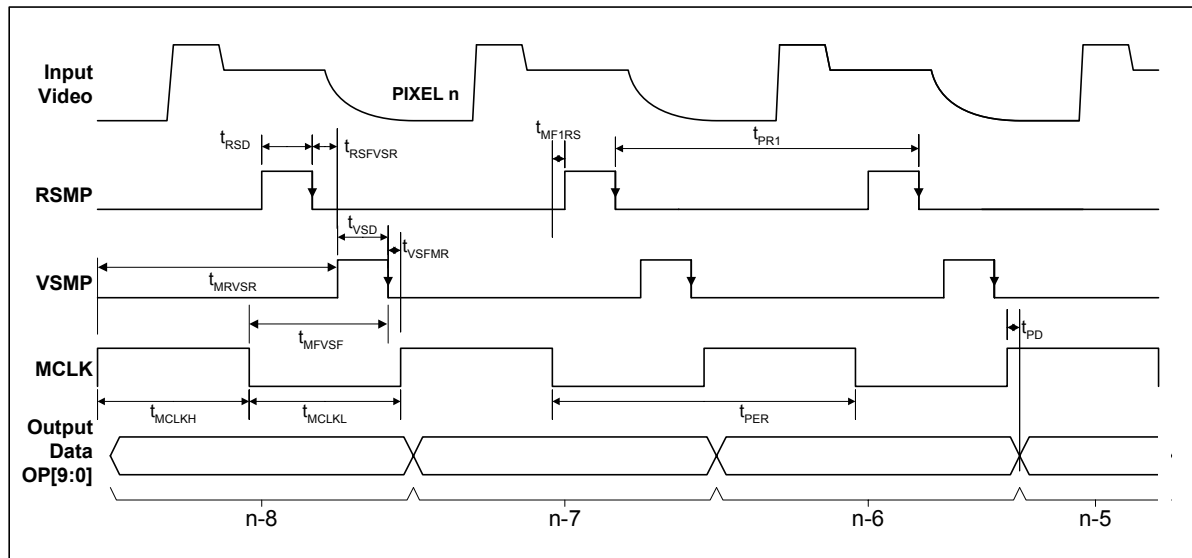 Input
Video
PIXEL n
tMF1RS
tPR1
tRSD
tRSFVSR
RSMP
tVSD
tVSFMR
tMRVSR
VSMP
tMFVSF
tPD
MCLK
tMCLKH
tMCLKL
tPER
Output
Data
OP[9:0]
n-8
n-7
n-6
n-5